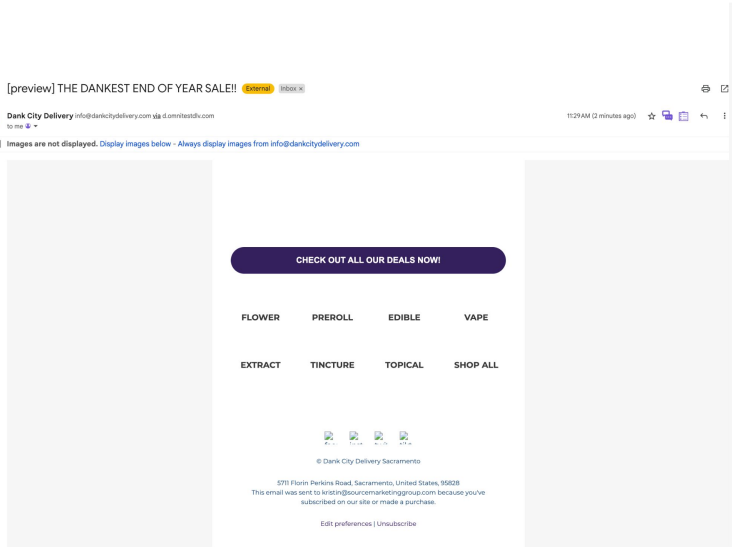 [preview] THE DANKEST END OF YEAR SALE!! External Inbox ×
Dank City Delivery info@dankcitydelivery.com via d.omnitestdlv.com 11:29 AM (2 minutes ago)
to me
Images are not displayed. Display images below - Always display images from info@dankcitydelivery.com
CHECK OUT ALL OUR DEALS NOW!
FLOWER PREROLL EDIBLE VAPE
EXTRACT TINCTURE TOPICAL SHOP ALL
© Dank City Delivery Sacramento
5711 Florin Perkins Road, Sacramento, United States, 95828
This email was sent to kristin@sourcemarketinggroup.com because you've
subscribed on our site or made a purchase.
Edit preferences | Unsubscribe